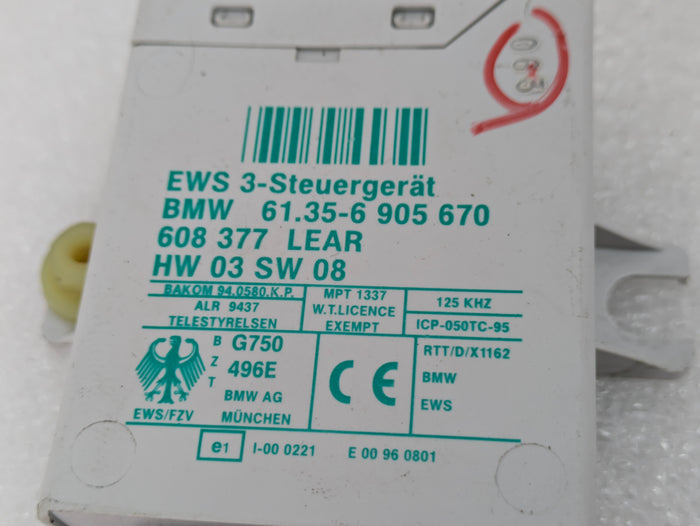 EWS 3-Steuergerät
BMW 61.35-6 905 670
608 377 LEAR
HW 03 SW 08
BAKOM 94.0580.K.P.
ALR 9437
TELESTYRELSEN
MPT 1337
W.T.LICENCE
EXEMPT
125 KHZ
ICP-050TC-95
BZT
G750
496E
BMW AG
MÜNCHEN
EWS/FZV
CE
RTT/D/X1162
BMW
EWS
e1 I-00 0221 E 00 96 0801